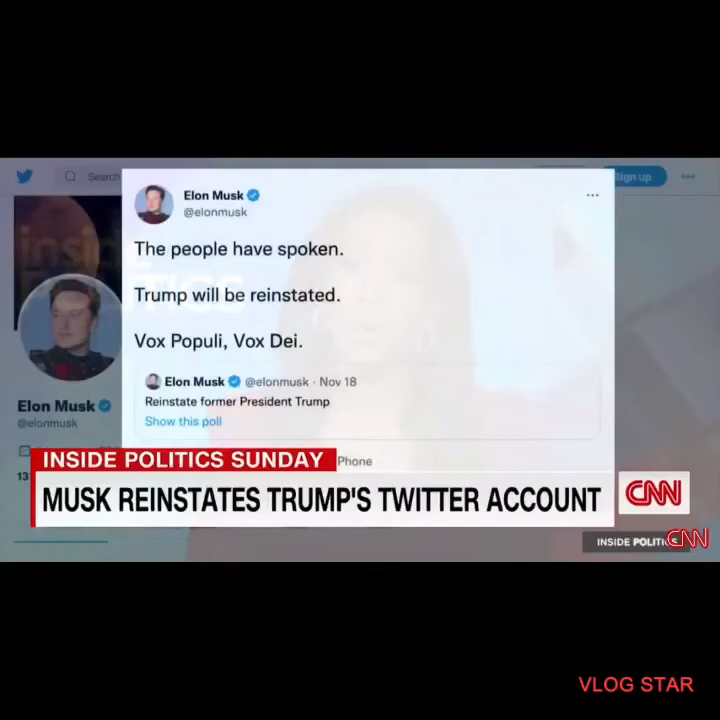 Search
Sign up
Elon Musk
@elonmusk
The people have spoken.
Trump will be reinstated.
Vox Populi, Vox Dei.
Elon Musk @elonmusk · Nov 18
Reinstate former President Trump
Show this poll
Elon Musk
@elonmusk
Phone
INSIDE POLITICS SUNDAY
MUSK REINSTATES TRUMP'S TWITTER ACCOUNT
CNN
INSIDE POLITICS
CNN
VLOG STAR